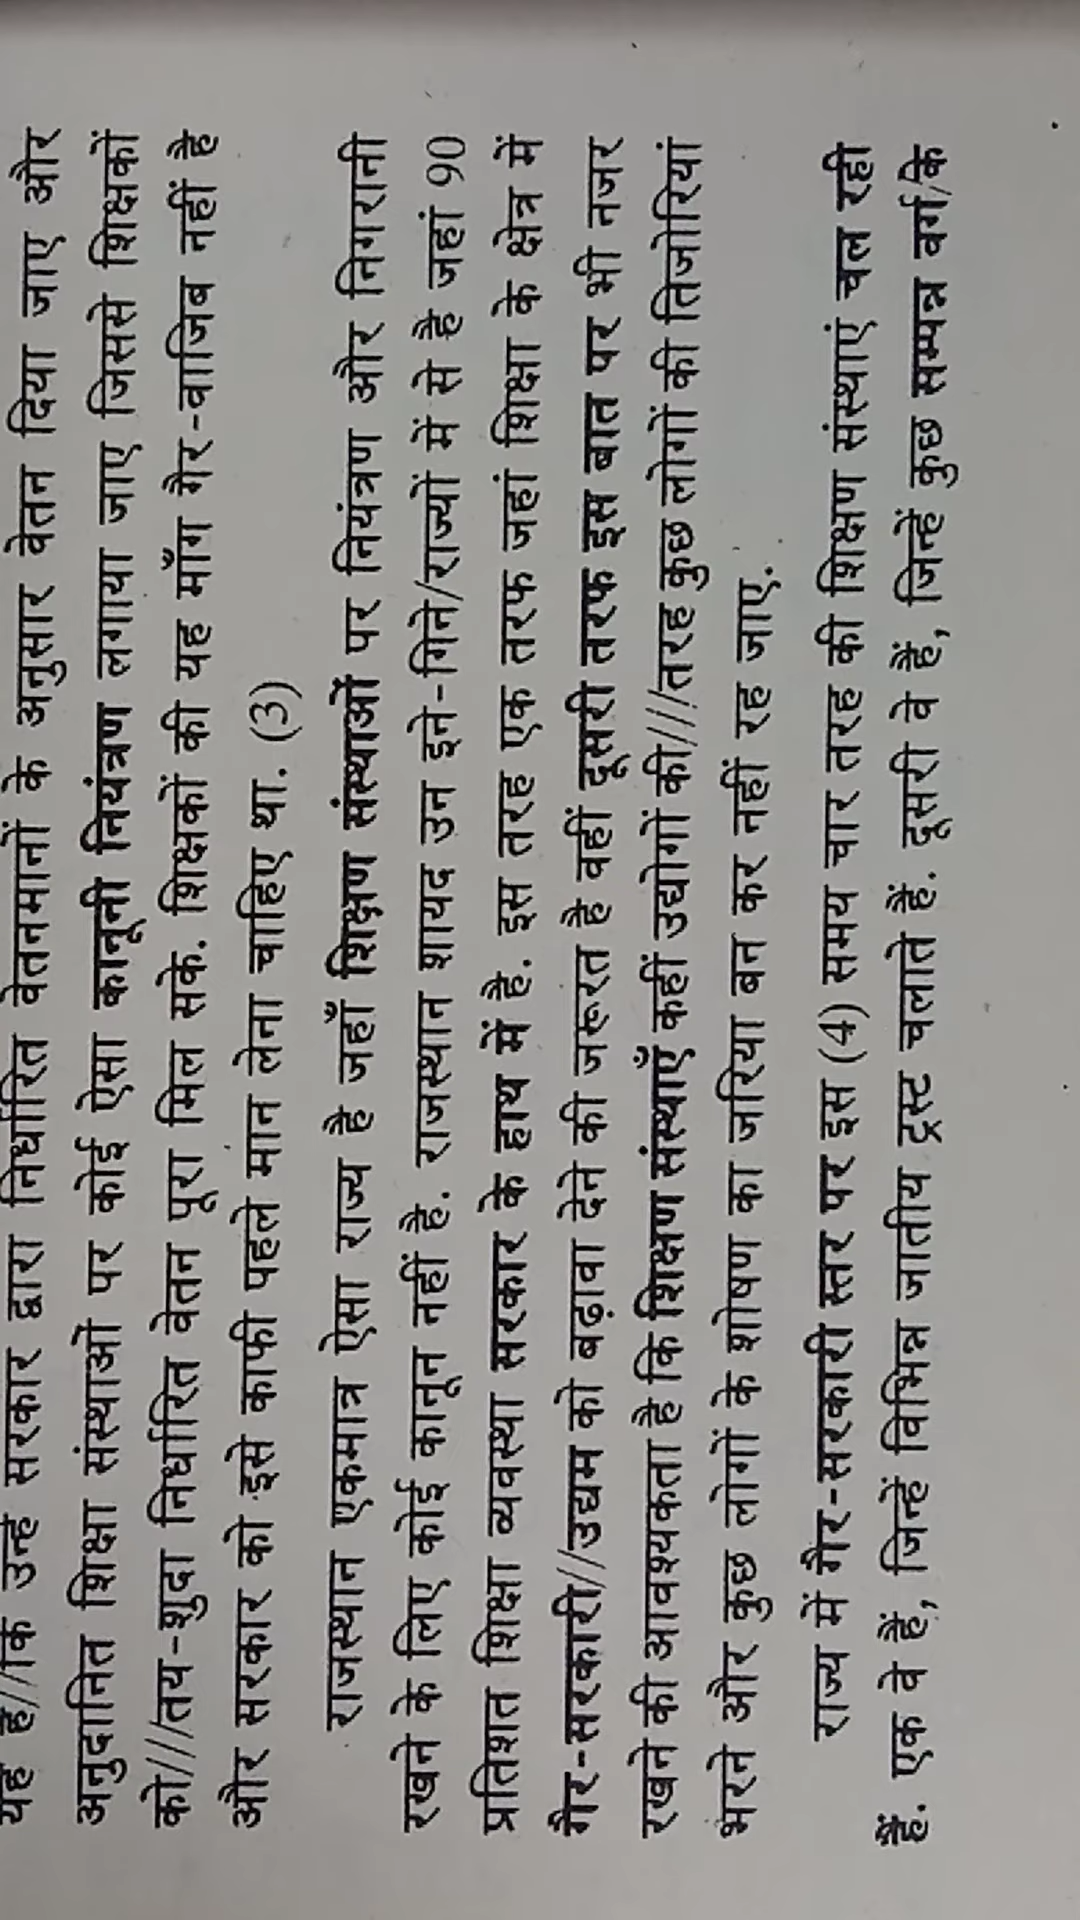 यह है//कि उन्हें सरकार द्वारा निर्धारित वेतनमानों के अनुसार वेतन दिया जाए और
अनुदानित शिक्षा संस्थाओं पर कोई ऐसा कानूनी नियंत्रण लगाया जाए जिससे शिक्षकों
को///तय-शुदा निर्धारित वेतन पूरा मिल सके. शिक्षकों की यह माँग गैर-वाजिब नहीं है
और सरकार को इसे काफी पहले मान लेना चाहिए था. (3)
राजस्थान एकमात्र ऐसा राज्य है जहाँ शिक्षण संस्थाओं पर नियंत्रण और निगरानी
रखने के लिए कोई कानून नहीं है. राजस्थान शायद उन इने-गिने/राज्यों में से है जहां 90
प्रतिशत शिक्षा व्यवस्था सरकार के हाथ में है. इस तरह एक तरफ जहां शिक्षा के क्षेत्र में
गैर-सरकारी//उद्यम को बढ़ावा देने की जरूरत है वहीं दूसरी तरफ इस बात पर भी नजर
रखने की आवश्यकता है कि शिक्षण संस्थाएँ कहीं उद्योगों की///तरह कुछ लोगों की तिजोरियां
भरने और कुछ लोगों के शोषण का जरिया बन कर नहीं रह जाए.
राज्य में गैर-सरकारी स्तर पर इस (4) समय चार तरह की शिक्षण संस्थाएं चल रही
हैं. एक वे हैं, जिन्हें विभिन्न जातीय ट्रस्ट चलाते हैं. दूसरी वे हैं, जिन्हें कुछ सम्पन्न वर्ग/के